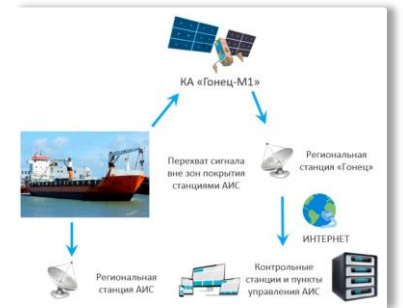 КА «Гонец-М1»
Перехват сигнала
вне зон покрытия
станциями АИС
Региональная
станция «Гонец»
ИНТЕРНЕТ
Региональная
станция АИС
Контрольные
станции и пункты
управления АИС